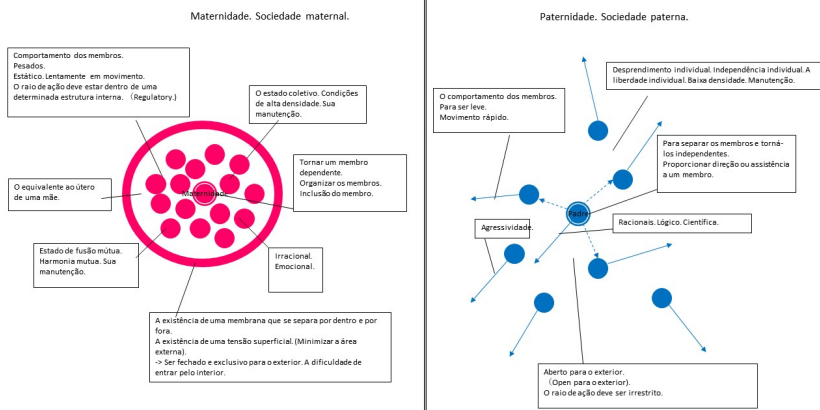 Maternidade. Sociedade maternal.
Comportamento dos membros.
Pesados.
Estático. Lentamente em movimento.
O raio de ação deve estar dentro de uma
determinada estrutura interna. （Regulatory.)
O estado coletivo. Condições
de alta densidade. Sua
manutenção.
Tornar um membro
dependente.
Organizar os membros.
Inclusão do membro.
O equivalente ao útero
de uma mãe.
Maternidade
Estado de fusão mútua.
Harmonia mutua. Sua
manutenção.
Irracional.
Emocional.
A existência de uma membrana que se separa por dentro e por
fora.
A existência de uma tensão superficial. (Minimizar a área
externa).
-> Ser fechado e exclusivo para o exterior. A dificuldade de
entrar pelo interior.
Paternidade. Sociedade paterna.
Desprendimento individual. Independência individual. A
liberdade individual. Baixa densidade. Manutenção.
O comportamento dos membros.
Para ser leve.
Movimento rápido.
Para separar os membros e torná-
los independentes.
Proporcionar direção ou assistência
a um membro.
Padre
Racionais. Lógico. Científica.
Agressividade.
Aberto para o exterior.
（Open para o exterior).
O raio de ação deve ser irrestrito.